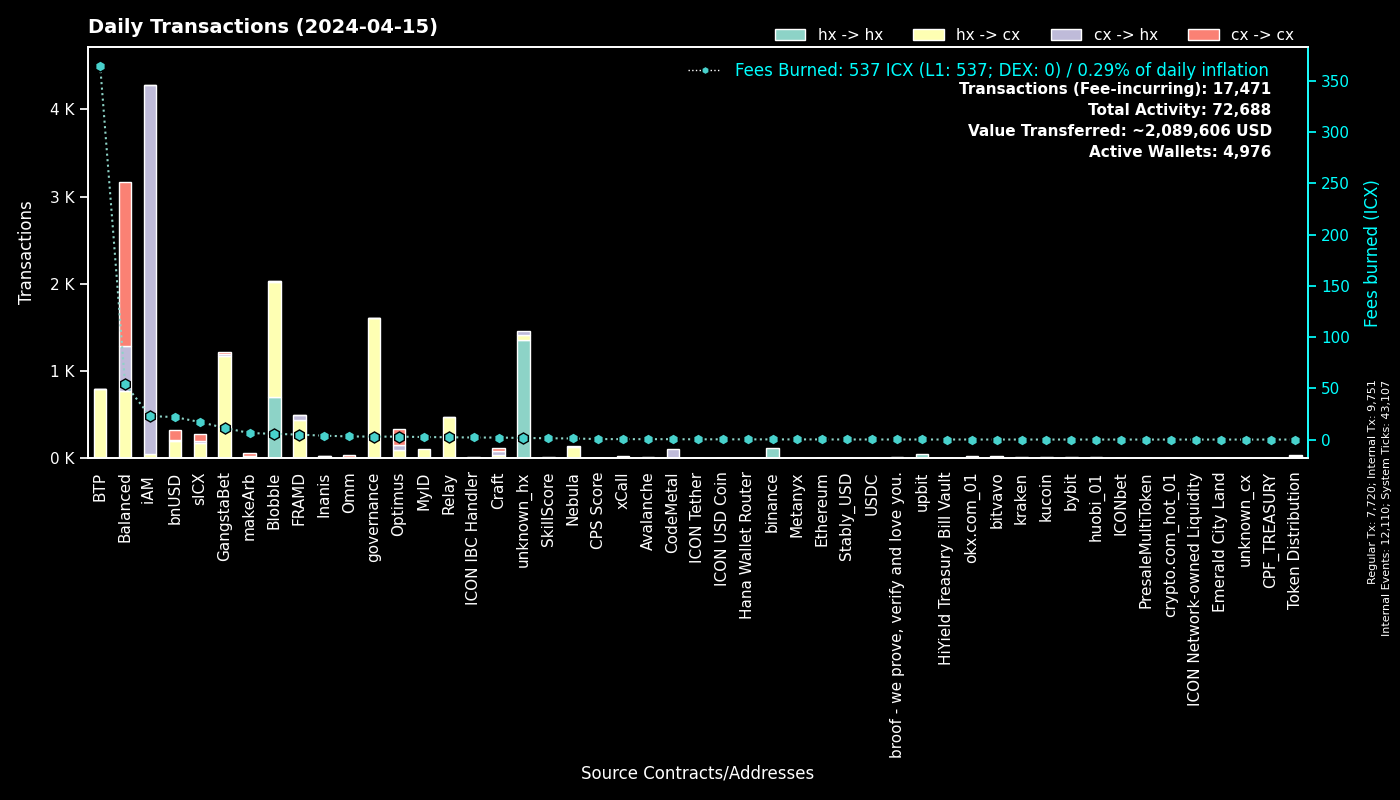 Daily Transactions (2024-04-15)
hx -> hx
hx -> cx
cx -> hx
cx -> cx
Fees Burned: 537 ICX (L1: 537; DEX: 0) / 0.29% of daily inflation
Transactions (Fee-incurring): 17,471
Total Activity: 72,688
Value Transferred: ~2,089,606 USD
Active Wallets: 4,976
Transactions
4 K
3 K
2 K
1 K
0 K
350
300
250
200
150
100
50
0
Fees burned (ICX)
Regular Tx: 7,720; Internal Tx: 9,751
Internal Events: 12,110; System Ticks: 43,107
BTP
Balanced
iAM
bnUSD
sICX
GangstaBet
makeArb
Blobble
FRAMD
Inanis
Omm
governance
Optimus
MyID
Relay
ICON IBC Handler
Craft
unknown_hx
SkillScore
Nebula
CPS Score
xCall
Avalanche
CodeMetal
ICON Tether
ICON USD Coin
Hana Wallet Router
binance
Metanyx
Ethereum
Stably_USD
USDC
broof - we prove, verify and love you.
upbit
HiYield Treasury Bill Vault
okx.com_01
bitvavo
kraken
kucoin
bybit
huobi_01
ICONbet
PresaleMultiToken
crypto.com_hot_01
ICON Network-owned Liquidity
Emerald City Land
unknown_cx
CPF_TREASURY
Token Distribution
Source Contracts/Addresses